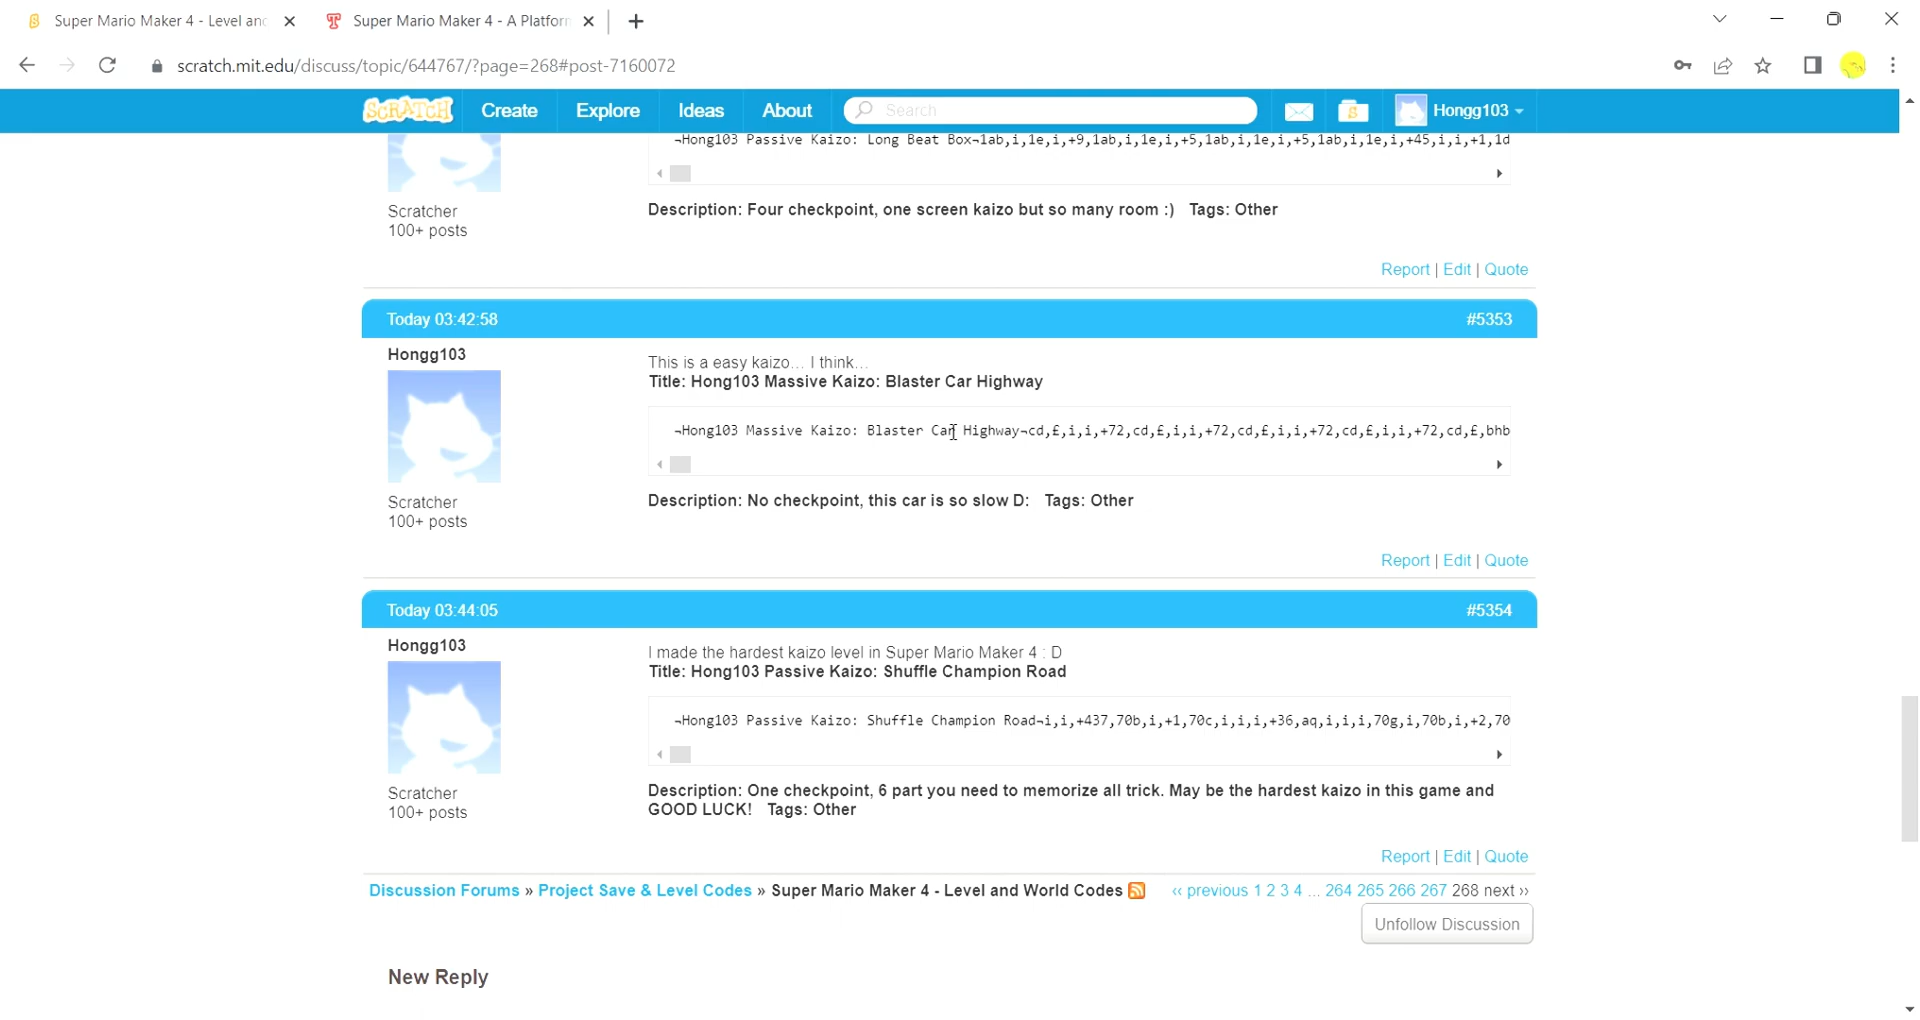 Super Mario Maker 4 - Level and
Super Mario Maker 4 - A Platform
scratch.mit.edu/discuss/topic/644767/?page=268#post-7160072
SCRATCH Create Explore Ideas About Search Hongg103
¬Hong103 Passive Kaizo: Long Beat Box¬1ab,i,1e,i,+9,1ab,i,1e,i,+5,1ab,i,1e,i,+5,1ab,i,1e,i,+45,i,i,+1,1d
Scratcher
100+ posts
Description: Four checkpoint, one screen kaizo but so many room :) Tags: Other
Report | Edit | Quote
Today 03:42:58 #5353
Hongg103
This is a easy kaizo... I think...
Title: Hong103 Massive Kaizo: Blaster Car Highway
¬Hong103 Massive Kaizo: Blaster Car Highway¬cd,£,i,i,+72,cd,£,i,i,+72,cd,£,i,i,+72,cd,£,i,i,+72,cd,£,bhb
Scratcher
100+ posts
Description: No checkpoint, this car is so slow D: Tags: Other
Report | Edit | Quote
Today 03:44:05 #5354
Hongg103
I made the hardest kaizo level in Super Mario Maker 4 : D
Title: Hong103 Passive Kaizo: Shuffle Champion Road
¬Hong103 Passive Kaizo: Shuffle Champion Road¬i,i,+437,70b,i,+1,70c,i,i,i,+36,aq,i,i,i,70g,i,70b,i,+2,70
Scratcher
100+ posts
Description: One checkpoint, 6 part you need to memorize all trick. May be the hardest kaizo in this game and
GOOD LUCK! Tags: Other
Report | Edit | Quote
Discussion Forums » Project Save & Level Codes » Super Mario Maker 4 - Level and World Codes ‹‹ previous 1 2 3 4 ... 264 265 266 267 268 next ››
Unfollow Discussion
New Reply